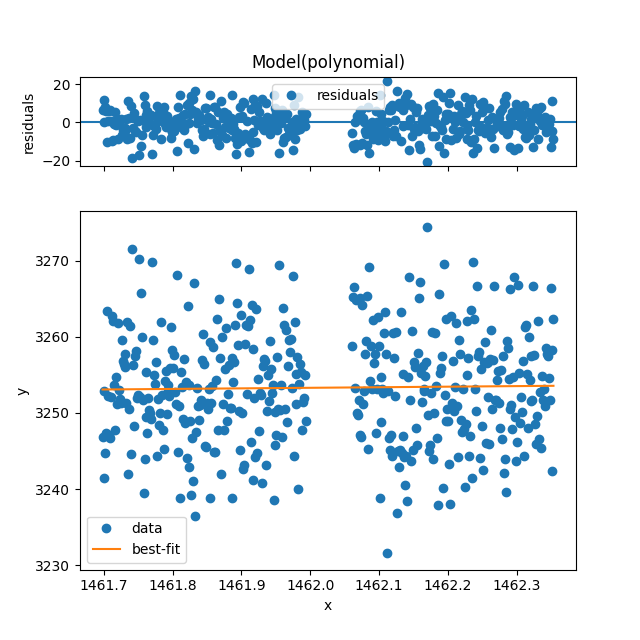 Model(polynomial)
20
0
−20
residuals
residuals
3270
3260
3250
3240
3230
y
data
best-fit
1461.7 1461.8 1461.9 1462.0 1462.1 1462.2 1462.3
x